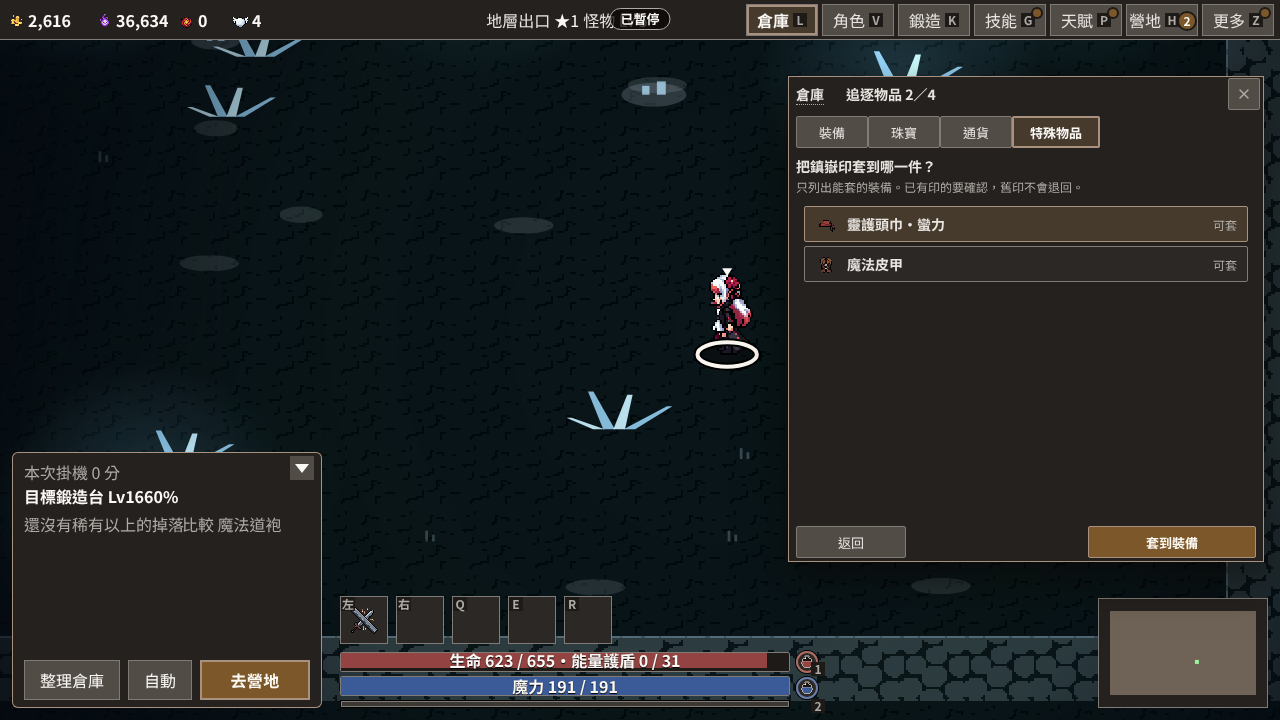 2,616 36,634 0 4
地層出口 ★1 怪物
已暫停
倉庫 L 角色 V 鍛造 K 技能 G 天賦 P 營地 H 2 更多 Z
倉庫 追逐物品 2／4
裝備 珠寶 通貨 特殊物品
把鎮嶽印套到哪一件？
只列出能套的裝備。已有印的要確認，舊印不會退回。
靈護頭巾・蠻力 可套
魔法皮甲 可套
返回 套到裝備
本次掛機 0 分
目標鍛造台 Lv1660%
還沒有稀有以上的掉落比較 魔法道袍
整理倉庫 自動 去營地
左 右 Q E R
生命 623 / 655・能量護盾 0 / 31
1
魔力 191 / 191
2